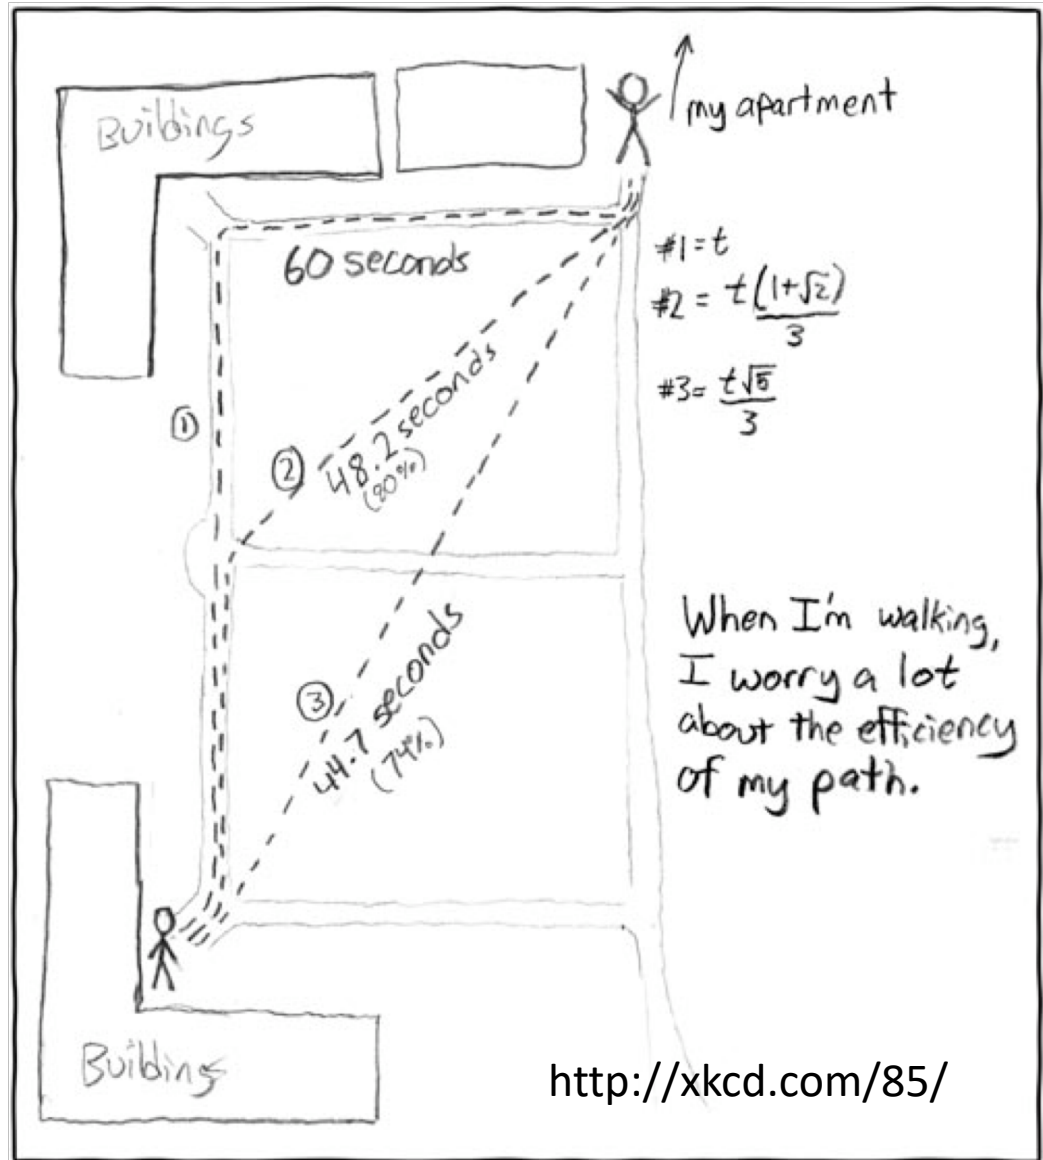 Buildings
my apartment
60 seconds
#1 = t
#2 = t(1+√2)/3
#3 = t√5/3
①
② 48.2 seconds
(80%)
③ 44.7 seconds
(74%)
When I'm walking,
I worry a lot
about the efficiency
of my path.
Buildings
http://xkcd.com/85/